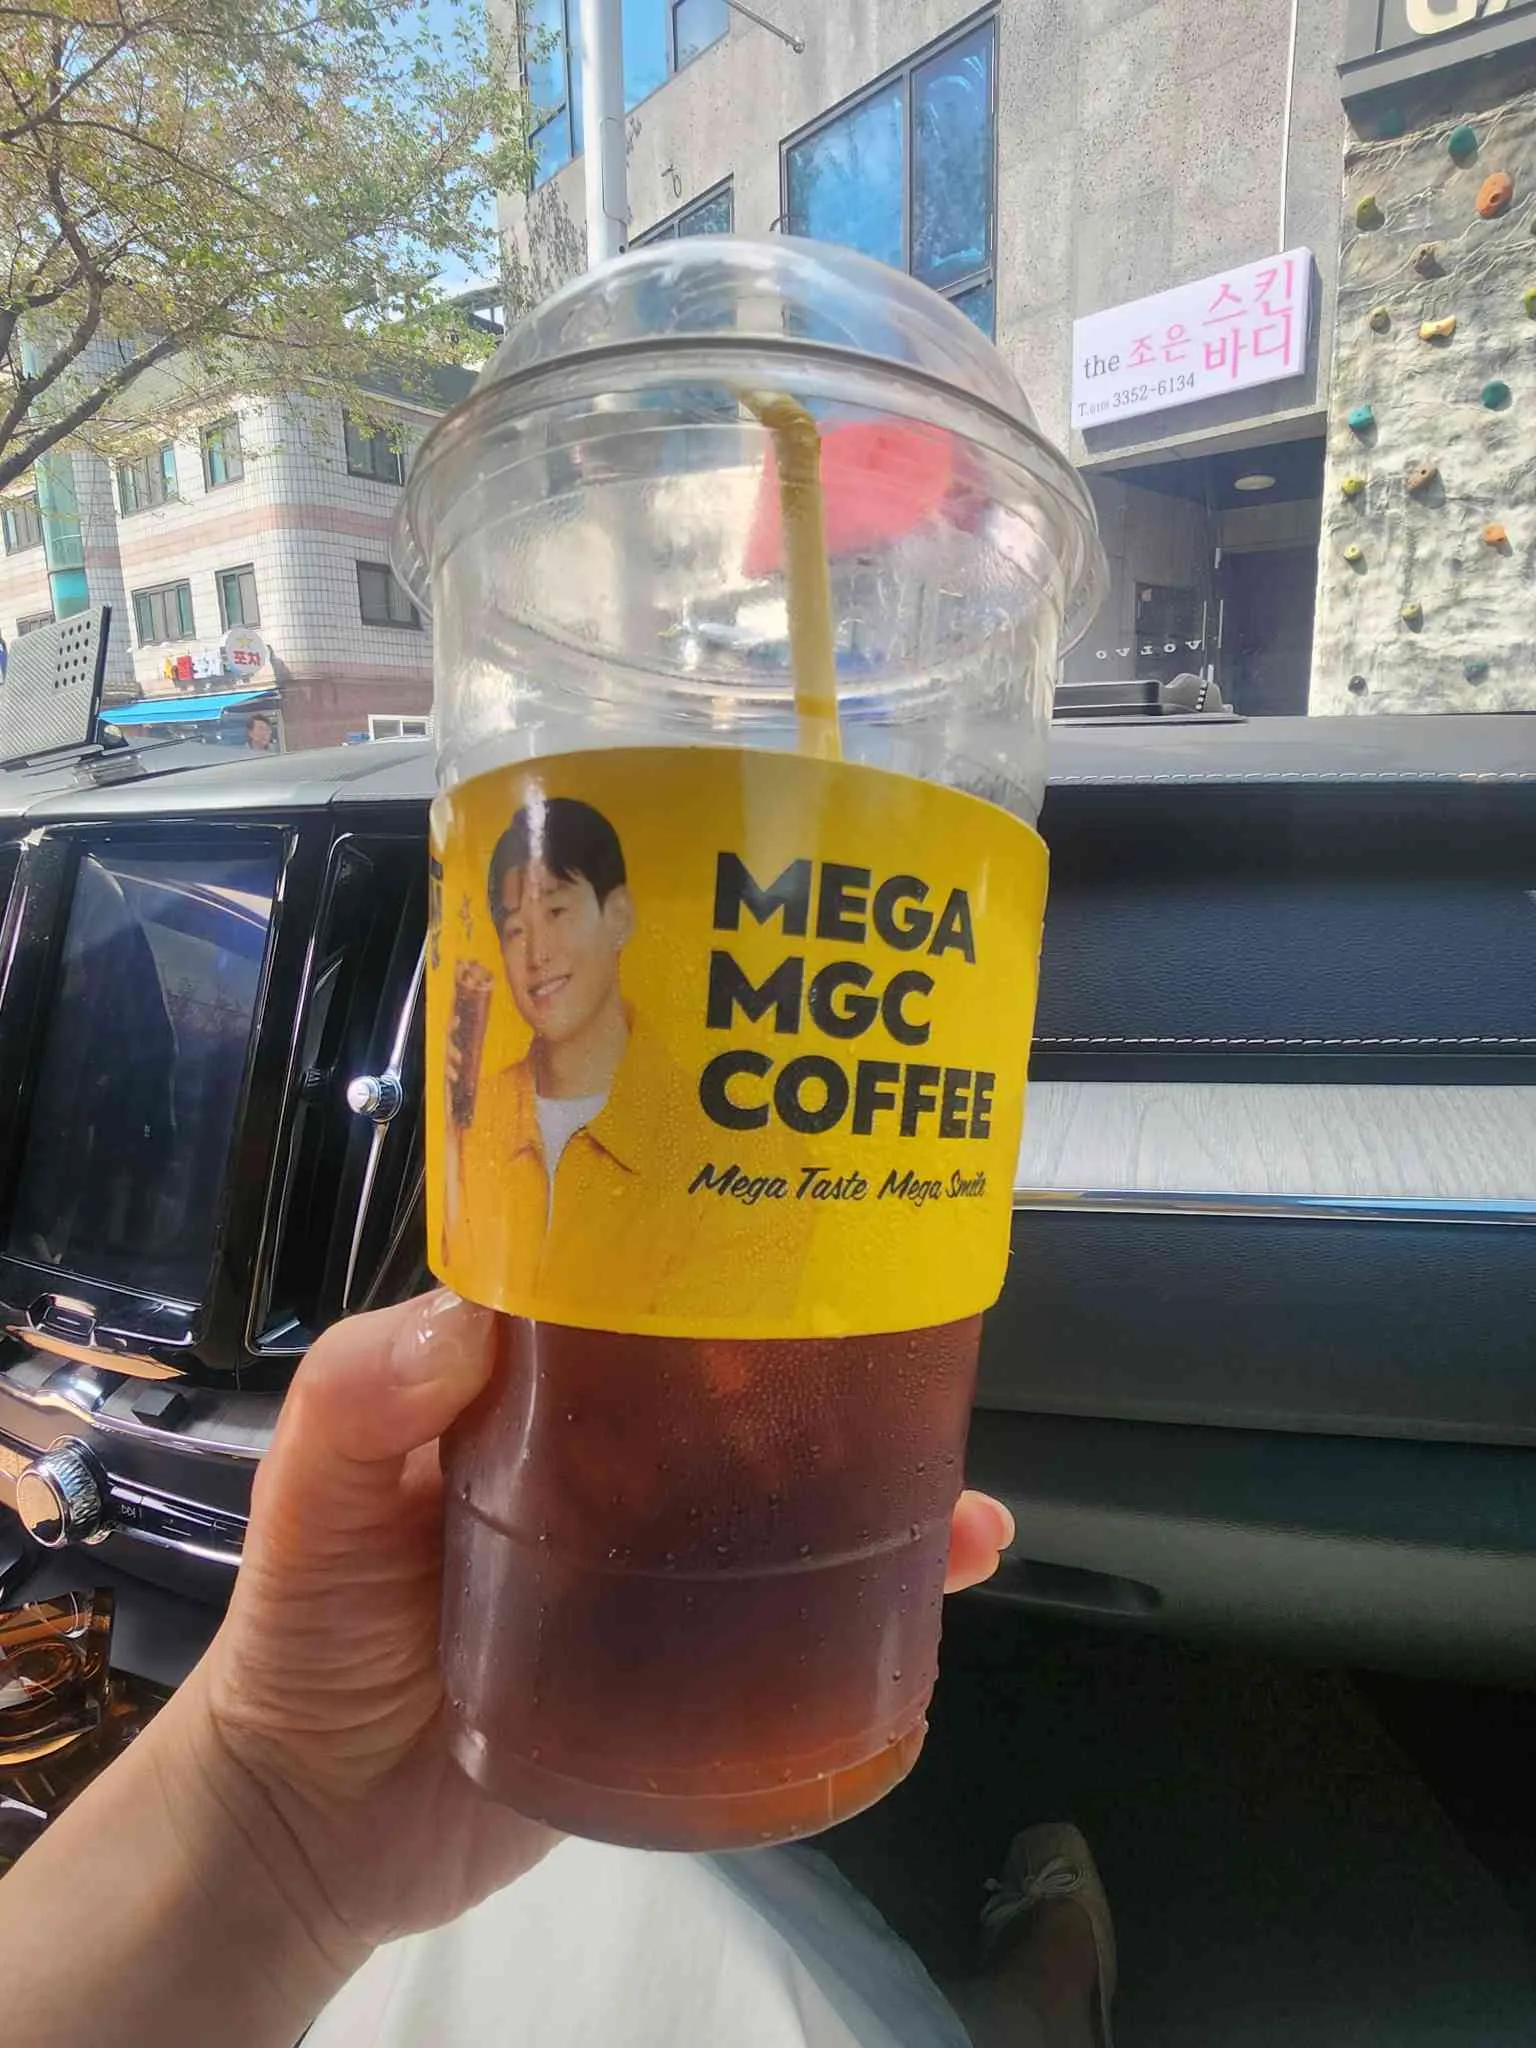 the 조은 스킨
바디
T.010 3352-6134
포차
VOLVO
MEGA
MGC
COFFEE
Mega Taste Mega Smile